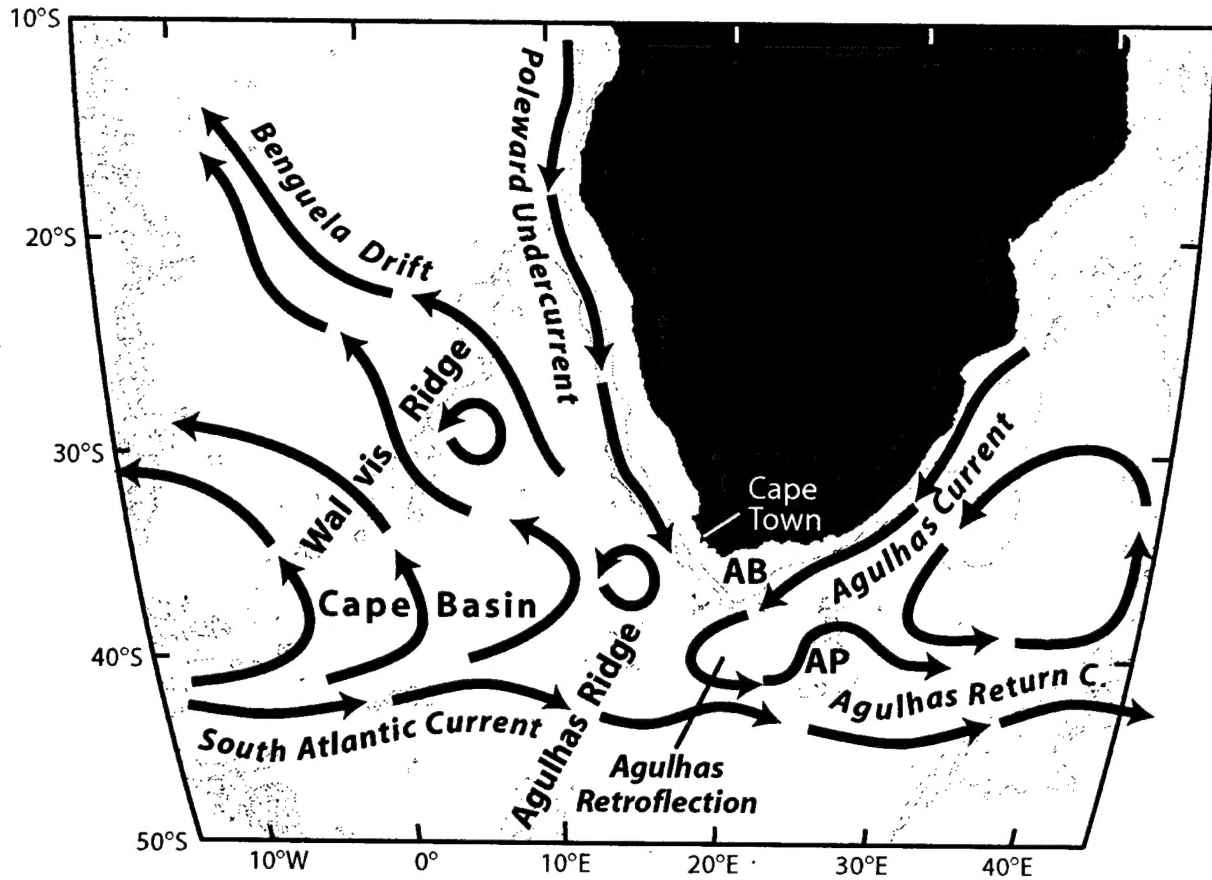 10°S
20°S
30°S
40°S
50°S
10°W
0°
10°E
20°E
30°E
40°E
Benguela Drift
Poleward Undercurrent
Walvis Ridge
Cape Basin
Cape
Town
AB
Agulhas Current
AP
Agulhas Return C.
South Atlantic Current
Agulhas Ridge
Agulhas
Retroflection